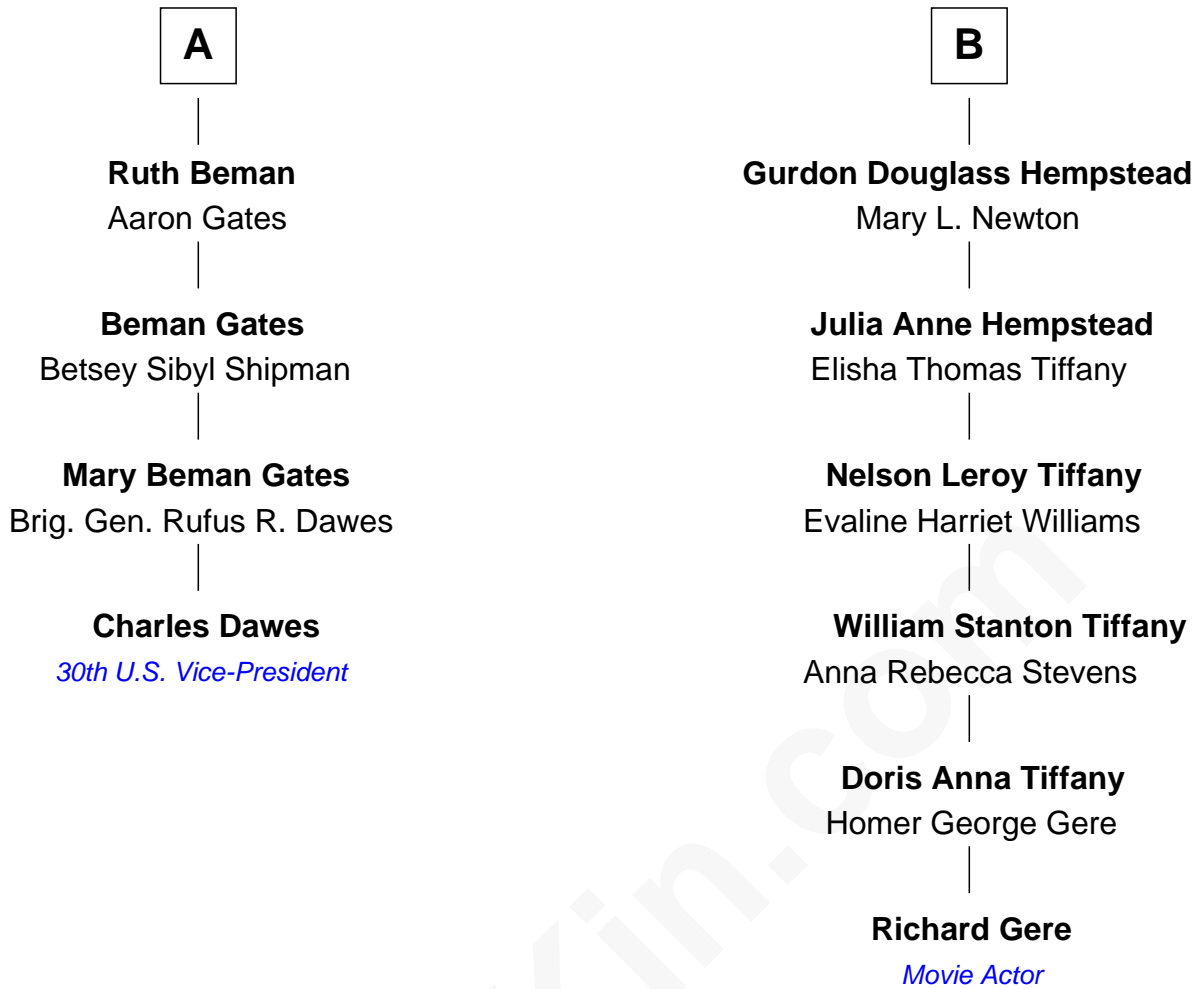 A
Ruth Beman
Aaron Gates
Beman Gates
Betsey Sibyl Shipman
Mary Beman Gates
Brig. Gen. Rufus R. Dawes
Charles Dawes
30th U.S. Vice-President
B
Gurdon Douglass Hempstead
Mary L. Newton
Julia Anne Hempstead
Elisha Thomas Tiffany
Nelson Leroy Tiffany
Evaline Harriet Williams
William Stanton Tiffany
Anna Rebecca Stevens
Doris Anna Tiffany
Homer George Gere
Richard Gere
Movie Actor
in.com